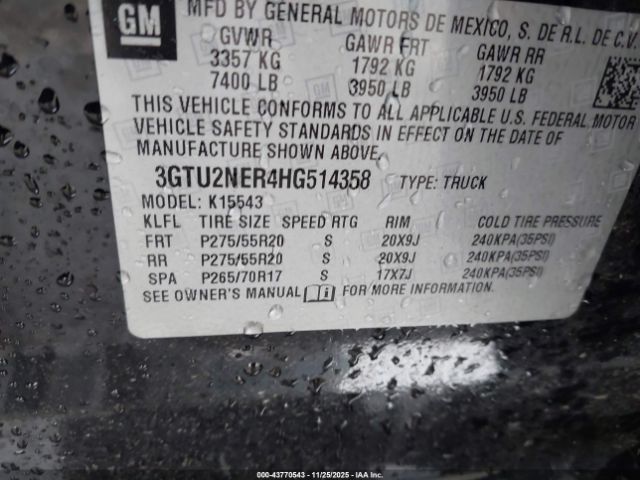 GM
MFD BY GENERAL MOTORS DE MEXICO, S. DE R.L. DE C.V.
GVWR GAWR FRT GAWR RR
3357 KG 1792 KG 1792 KG
7400 LB 3950 LB 3950 LB
THIS VEHICLE CONFORMS TO ALL APPLICABLE U.S. FEDERAL MOTOR
VEHICLE SAFETY STANDARDS IN EFFECT ON THE DATE OF
MANUFACTURE SHOWN ABOVE.
3GTU2NER4HG514358 TYPE: TRUCK
MODEL: K15543
KLFL TIRE SIZE SPEED RTG RIM COLD TIRE PRESSURE
FRT P275/55R20 S 20X9J 240KPA(35PSI)
RR P275/55R20 S 20X9J 240KPA(35PSI)
SPA P265/70R17 S 17X7J 240KPA(35PSI)
SEE OWNER'S MANUAL FOR MORE INFORMATION.
© 43770543 - 11/25/2025 - IAAI.CA